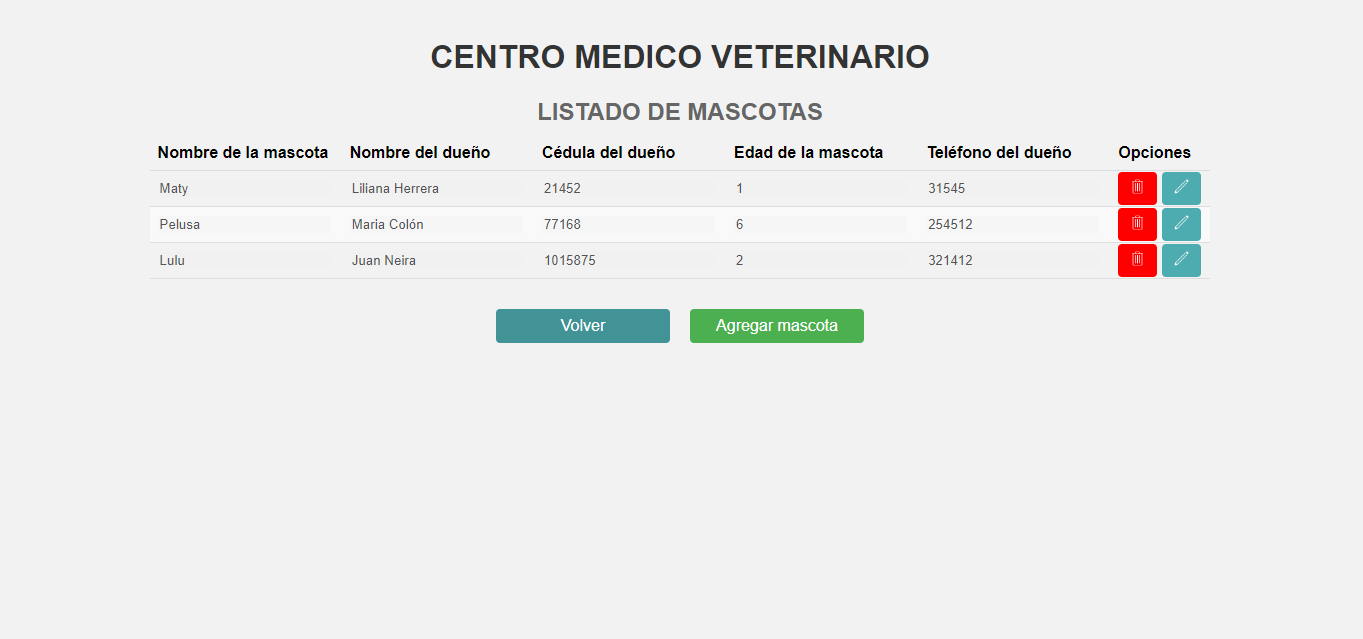 CENTRO MEDICO VETERINARIO
LISTADO DE MASCOTAS
Nombre de la mascota Nombre del dueño Cédula del dueño Edad de la mascota Teléfono del dueño Opciones
Maty Liliana Herrera 21452 1 31545
Pelusa Maria Colón 77168 6 254512
Lulu Juan Neira 1015875 2 321412
Volver Agregar mascota